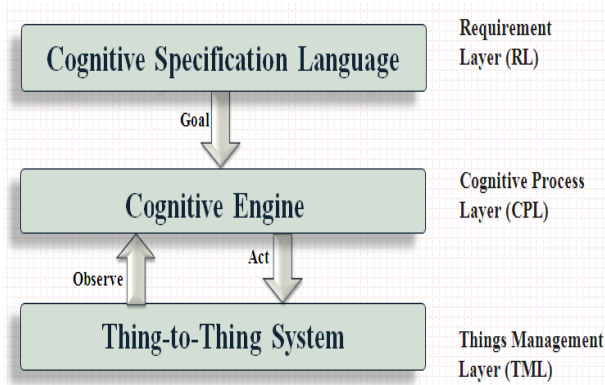 Cognitive Specification Language
Requirement
Layer (RL)
Goal
Cognitive Engine
Cognitive Process
Layer (CPL)
Observe
Act
Thing-to-Thing System
Things Management
Layer (TML)